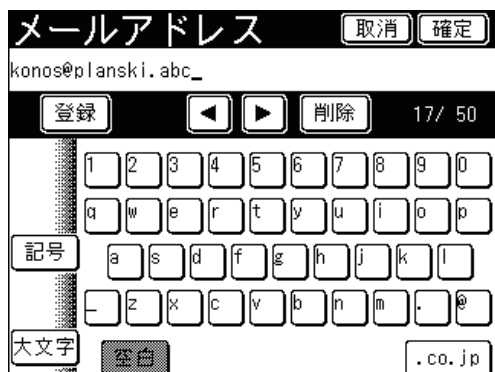 メールアドレス 取消 確定
konos@planski.abc_
登録 ◀ ▶ 削除 17/ 50
1 2 3 4 5 6 7 8 9 0
q w e r t y u i o p
記号 a s d f g h j k l
_ z x c v b n m . @
大文字 空白 .co.jp